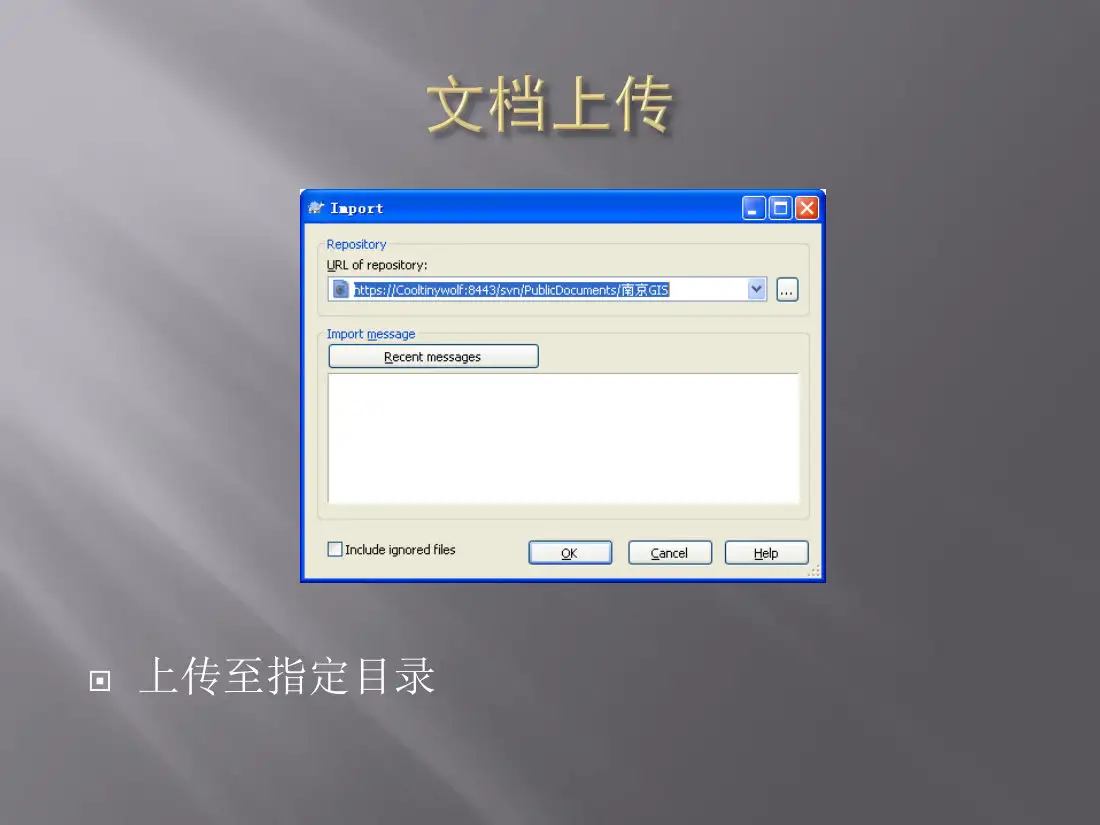 文档上传
Import
Repository
URL of repository:
https://Cooltinywolf:8443/svn/PublicDocuments/南京GIS
...
Import message
Recent messages
Include ignored files
OK
Cancel
Help
上传至指定目录